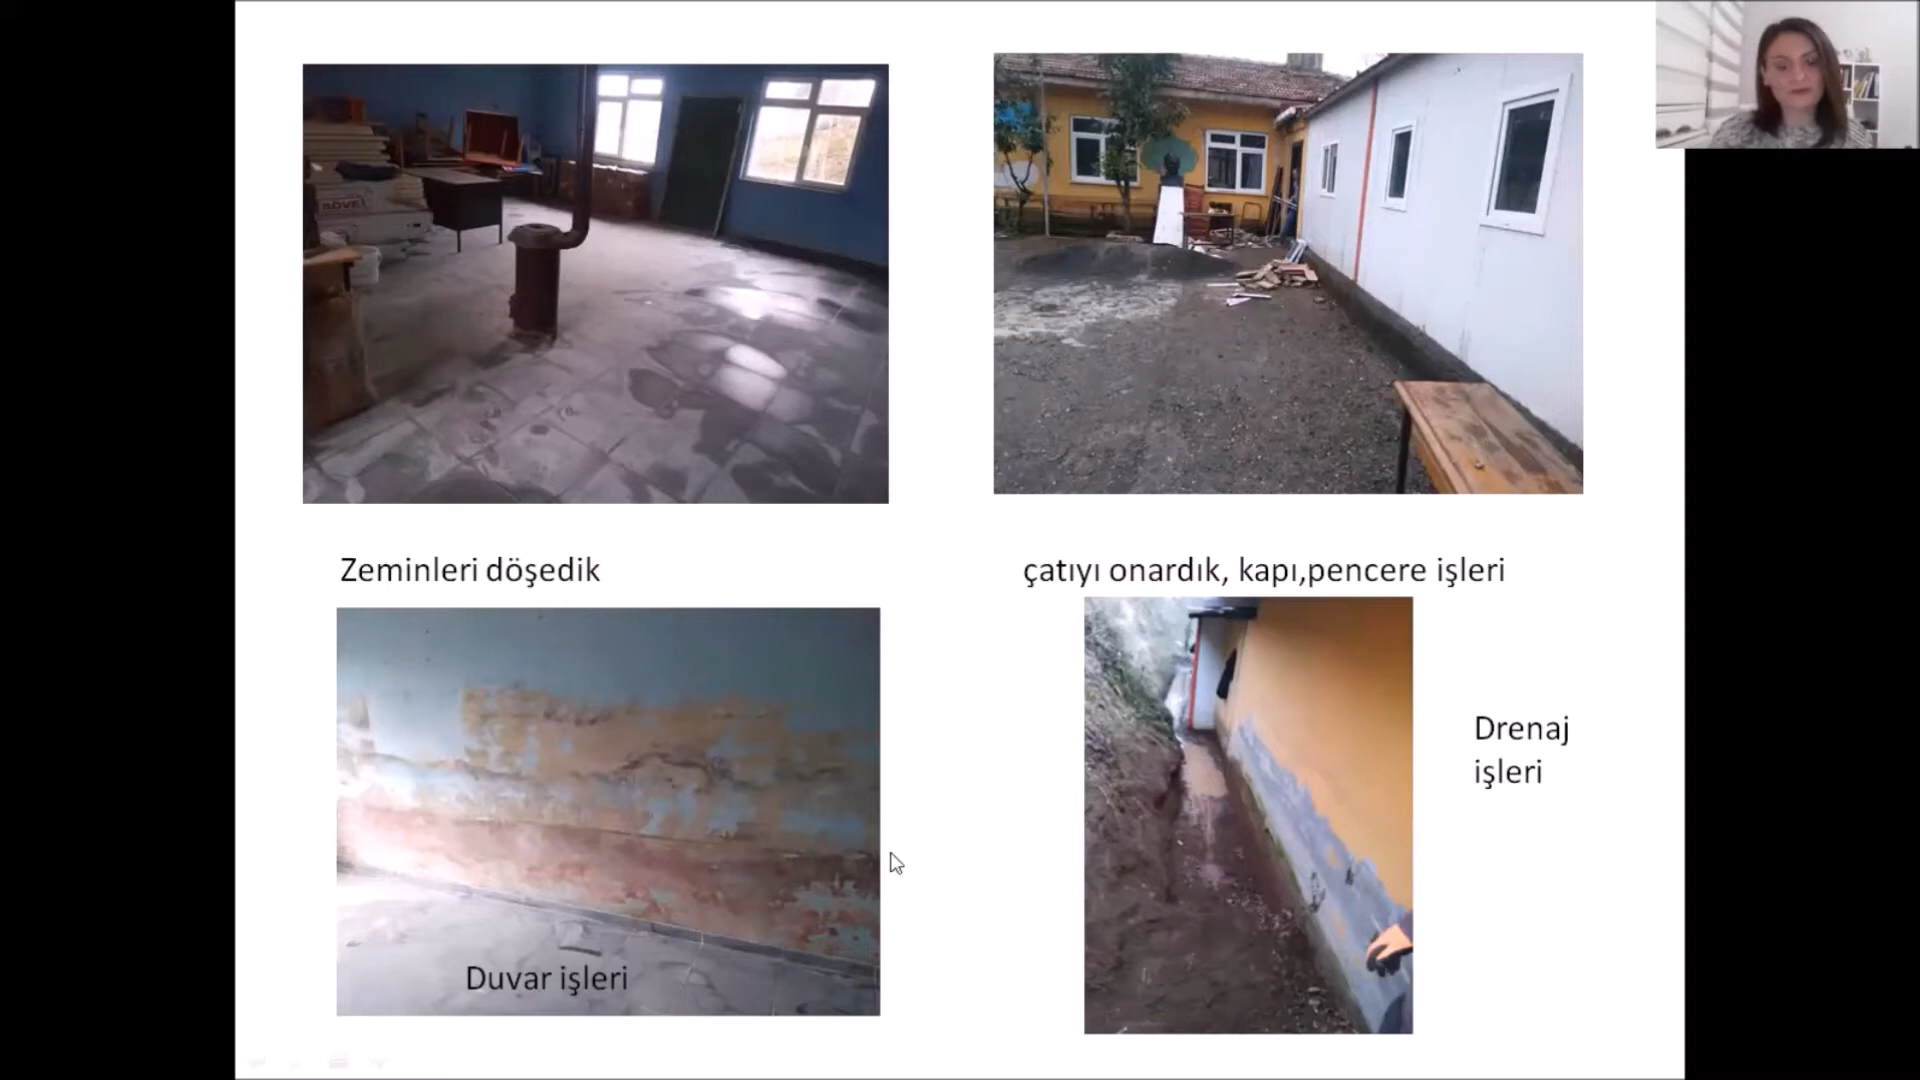 Zeminleri döşedik
çatıyı onardık, kapı,pencere işleri
Duvar işleri
Drenaj
işleri